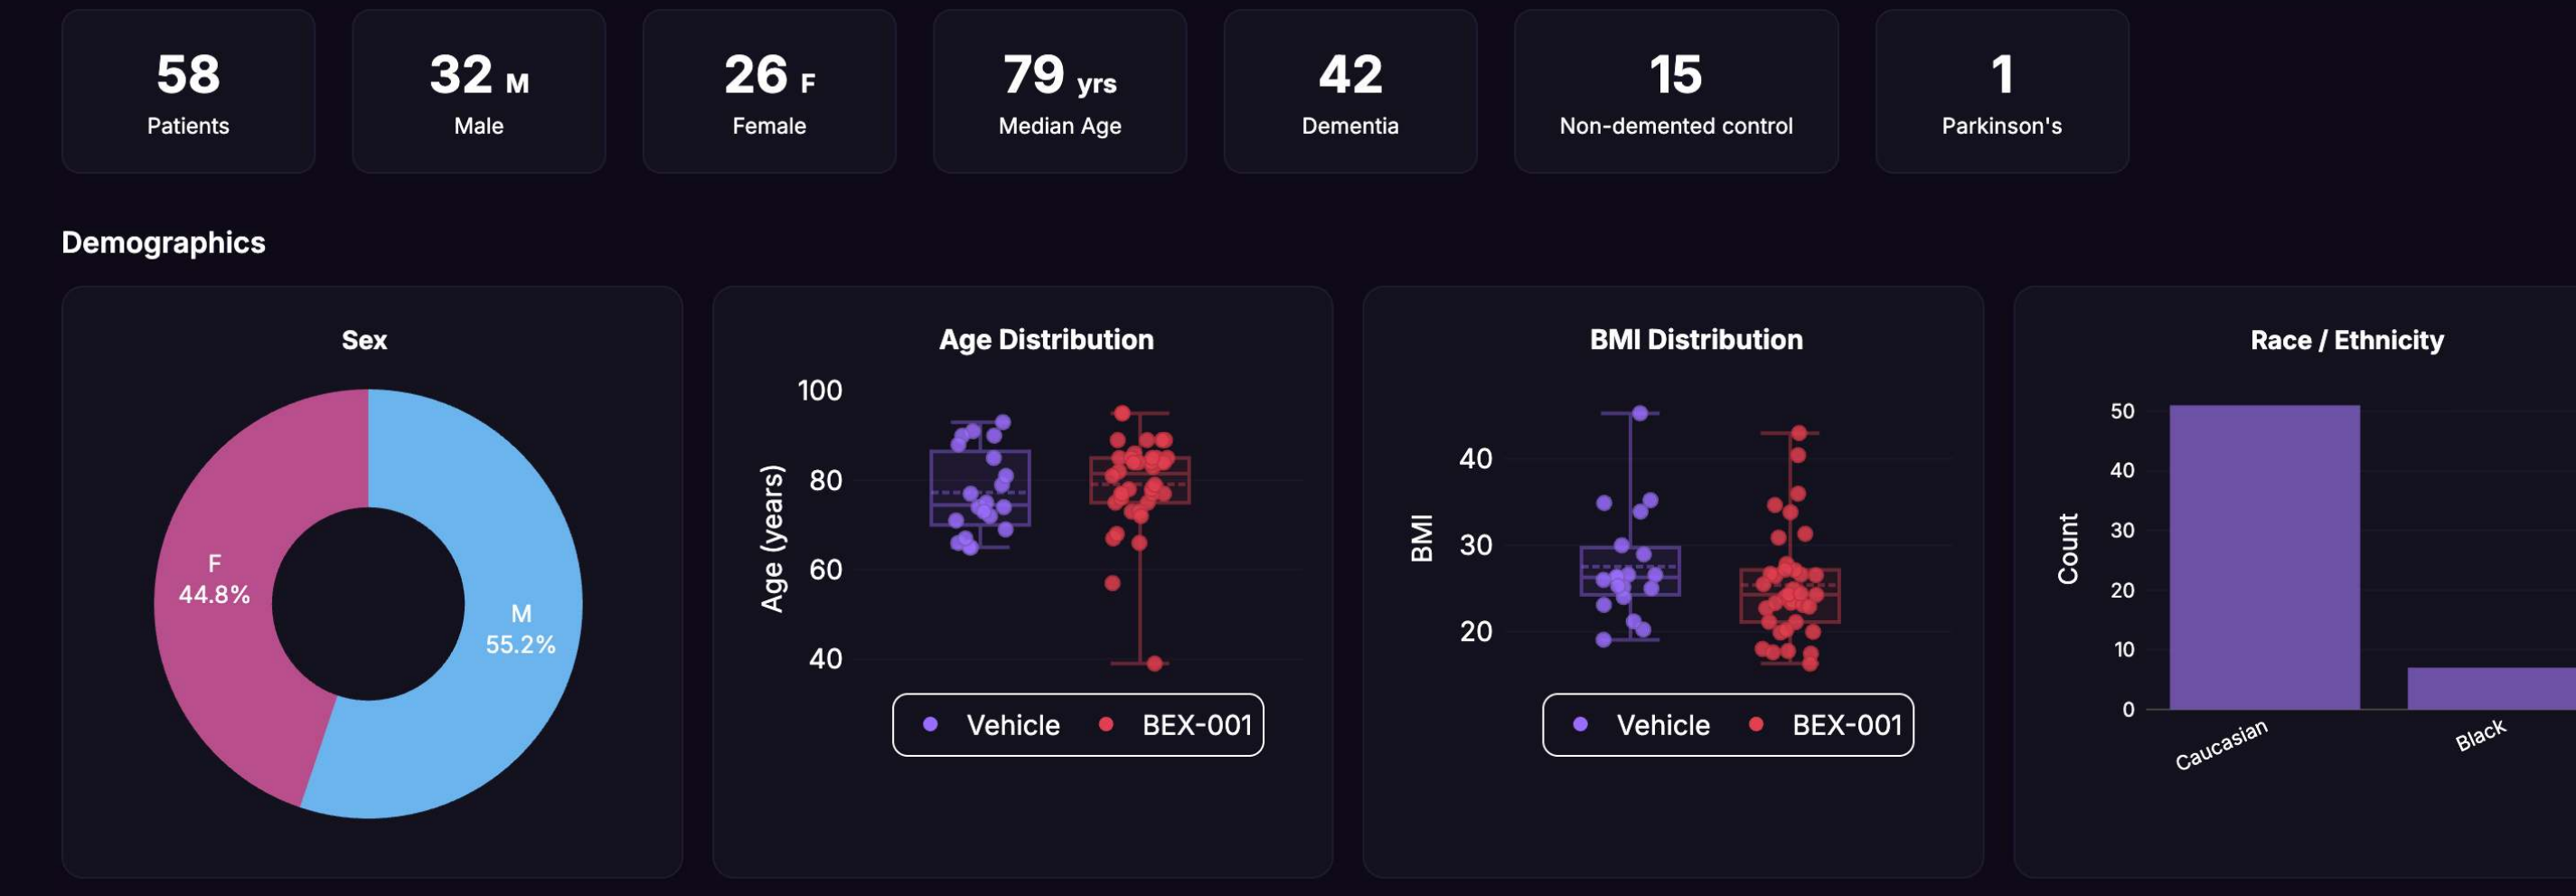 58
Patients
32 M
Male
26 F
Female
79 yrs
Median Age
42
Dementia
15
Non-demented control
1
Parkinson's
Demographics
Sex
F
44.8%
M
55.2%
Age Distribution
100
80
60
40
Age (years)
Vehicle
BEX-001
BMI Distribution
40
30
20
BMI
Vehicle
BEX-001
Race / Ethnicity
50
40
30
20
10
0
Count
Caucasian
Black